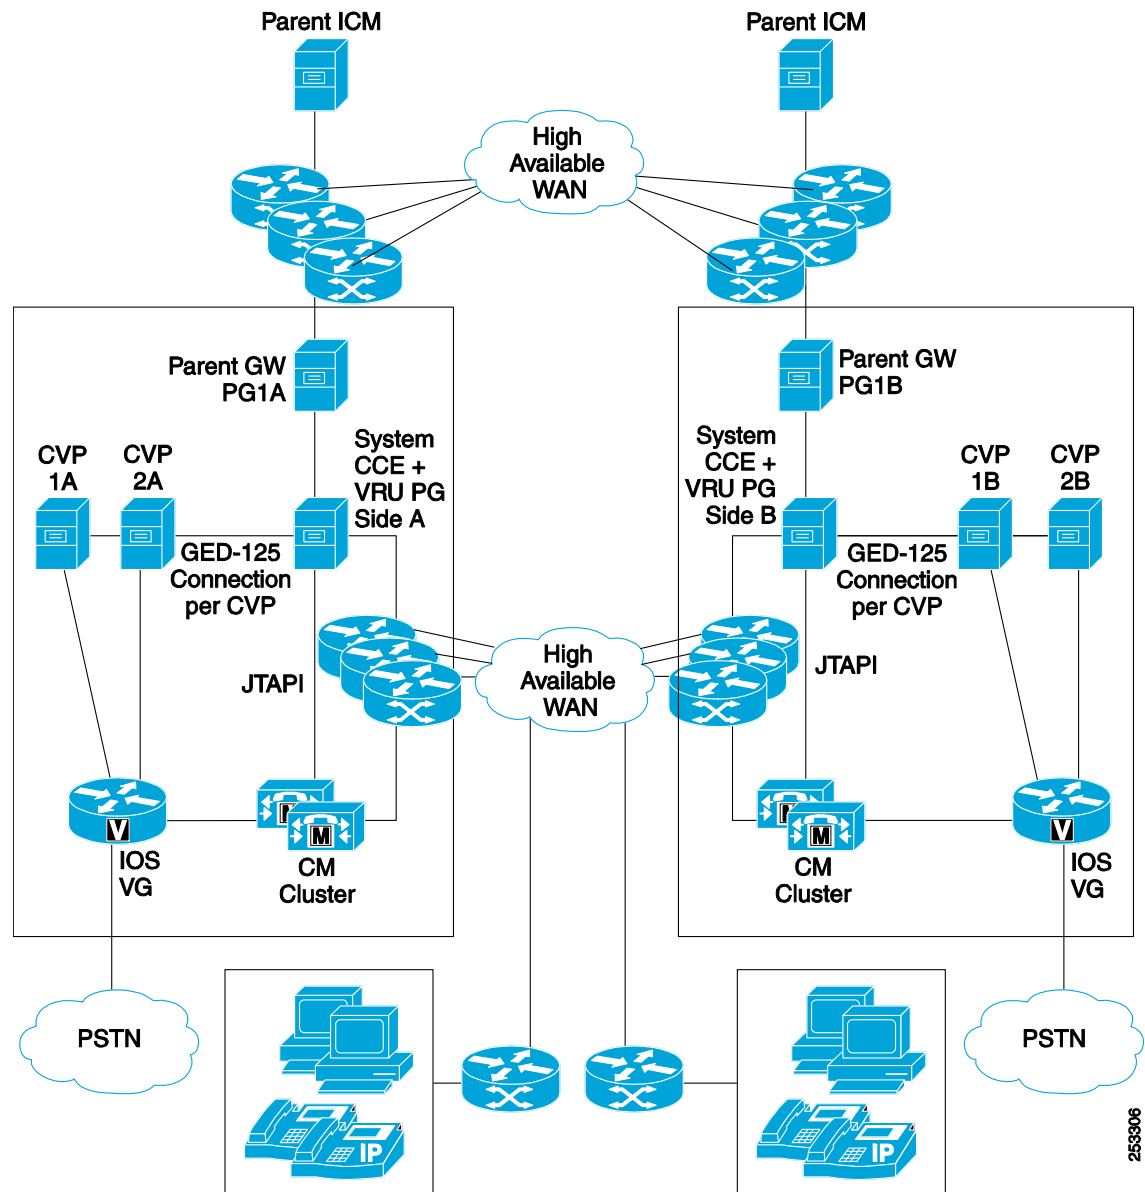 Parent ICM
Parent ICM
High
Available
WAN
Parent GW
PG1A
Parent GW
PG1B
CVP
1A
CVP
2A
System
CCE +
VRU PG
Side A
System
CCE +
VRU PG
Side B
CVP
1B
CVP
2B
GED-125
Connection
per CVP
GED-125
Connection
per CVP
JTAPI
High
Available
WAN
JTAPI
V
IOS
VG
M
M
CM
Cluster
M
M
CM
Cluster
V
IOS
VG
PSTN
PSTN
IP
IP
253306